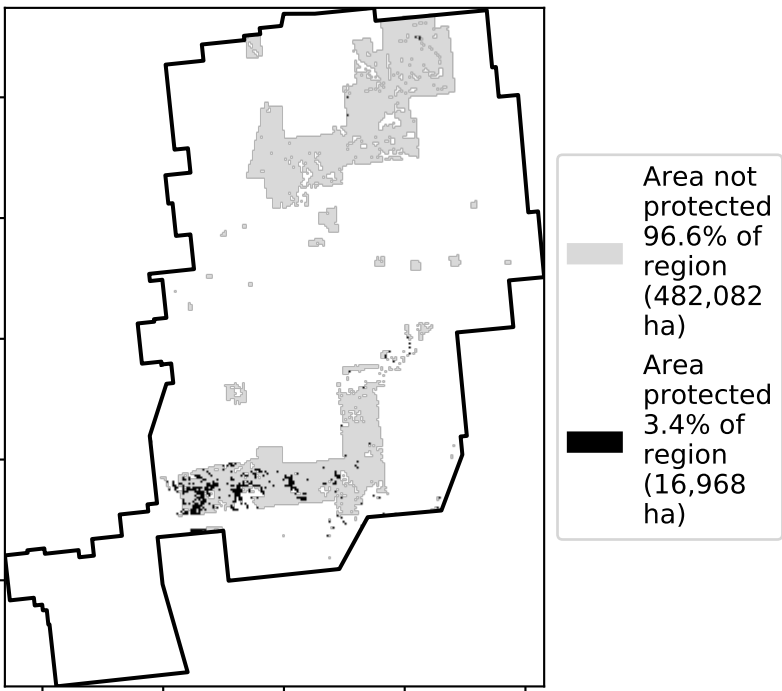 Area not
protected
96.6% of
region
(482,082
ha)
Area
protected
3.4% of
region
(16,968
ha)